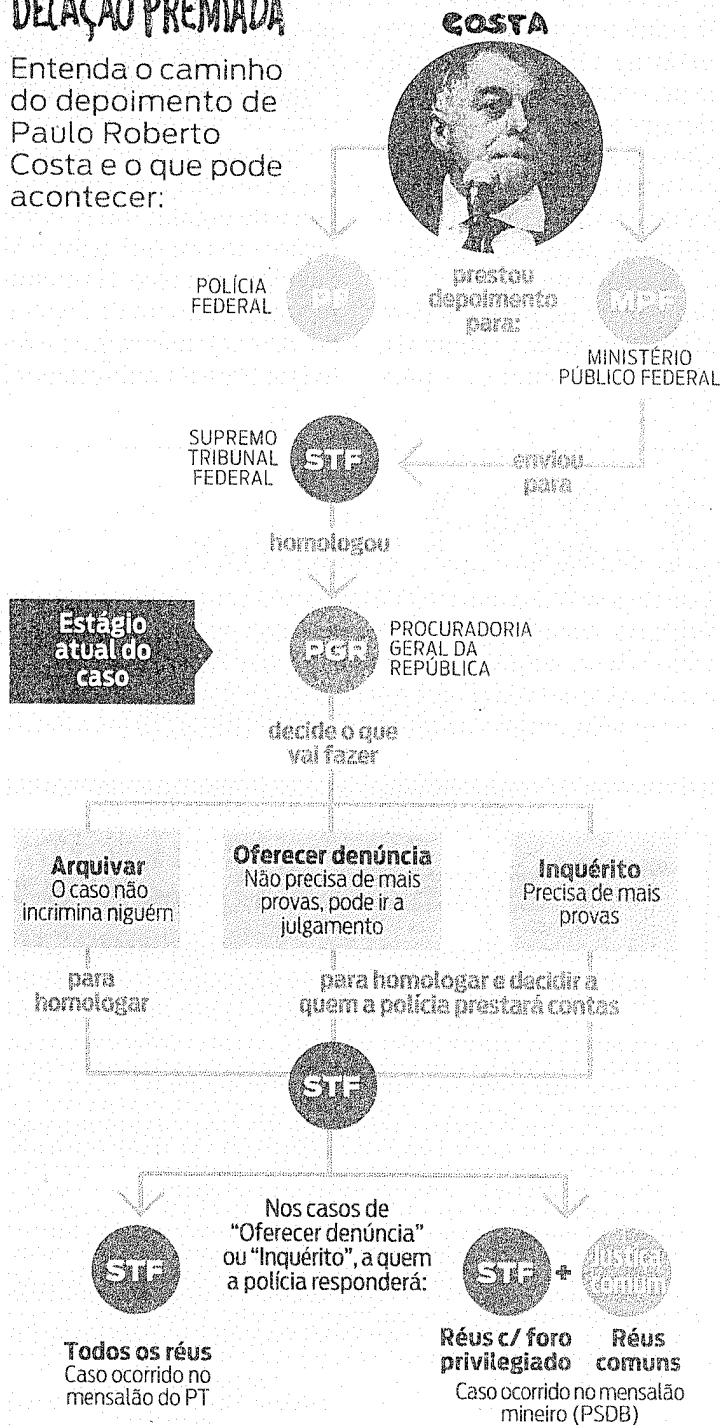 DELAÇÃO PREMIADA
COSTA
Entenda o caminho
do depoimento de
Paulo Roberto
Costa e o que pode
acontecer:
POLÍCIA
FEDERAL
PF
prestou
depoimento
para:
MPF
MINISTÉRIO
PÚBLICO FEDERAL
SUPREMO
TRIBUNAL
FEDERAL
STF
enviou
para
homologou
Estágio
atual do
caso
PGR
PROCURADORIA
GERAL DA
REPÚBLICA
decide o que
vai fazer
Arquivar
O caso não
incrimina niguém
Oferecer denúncia
Não precisa de mais
provas, pode ir a
julgamento
Inquérito
Precisa de mais
provas
para
homologar
para homologar e decidir a
quem a polícia prestará contas
STF
Nos casos de
“Oferecer denúncia”
ou “Inquérito”, a quem
a polícia responderá:
STF
Todos os réus
Caso ocorrido no
mensalão do PT
STF + Justiça
comum
Réus c/ foro
privilegiado
Réus
comuns
Caso ocorrido no mensalão
mineiro (PSDB)